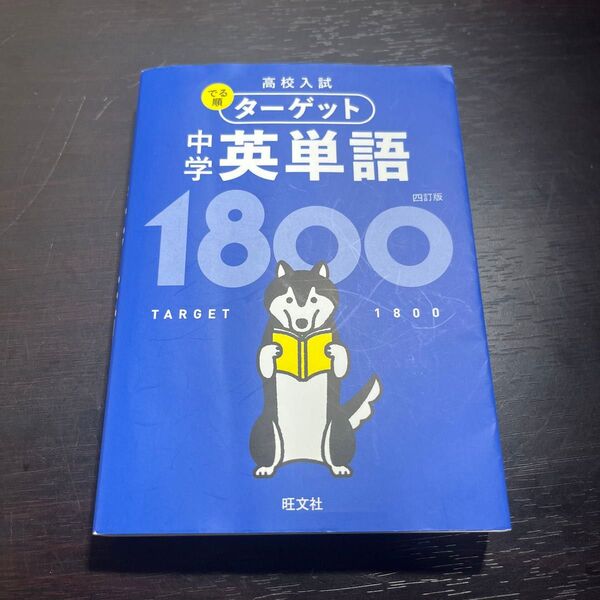 高校入試
でる順
ターゲット
中学
英単語
1800
四訂版
TARGET 1800
旺文社